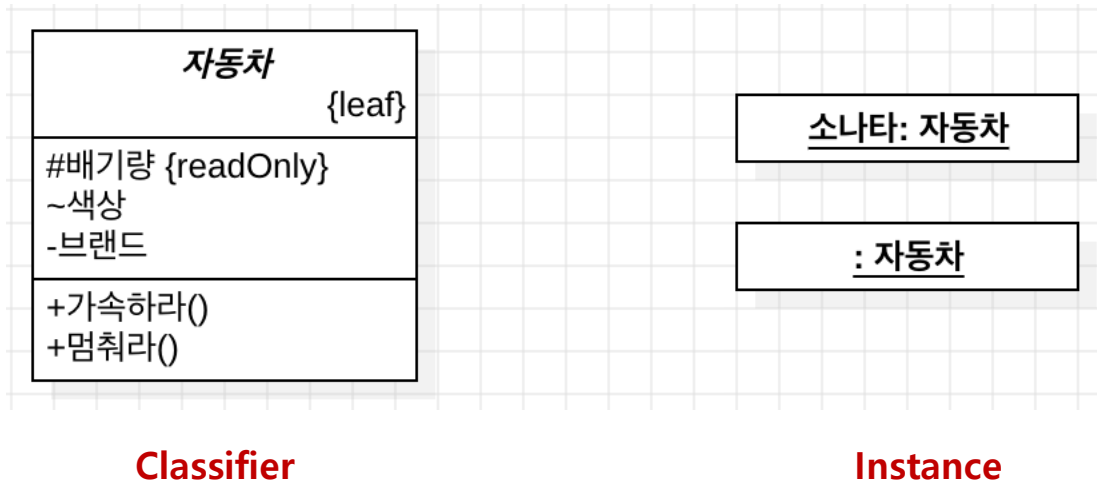 자동차
{leaf}
#배기량 {readOnly}
~색상
-브랜드
+가속하라()
+멈춰라()
소나타: 자동차
: 자동차
Classifier
Instance